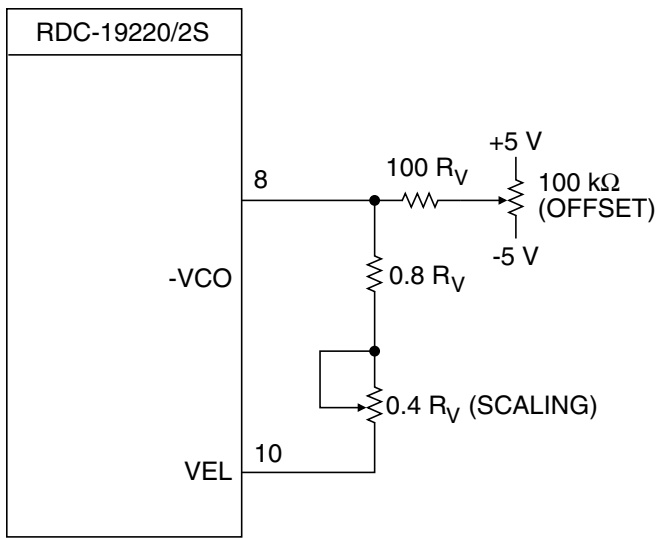 RDC-19220/2S
+5 V
100 R_V
8
100 kΩ
(OFFSET)
-5 V
-VCO
0.8 R_V
0.4 R_V (SCALING)
10
VEL